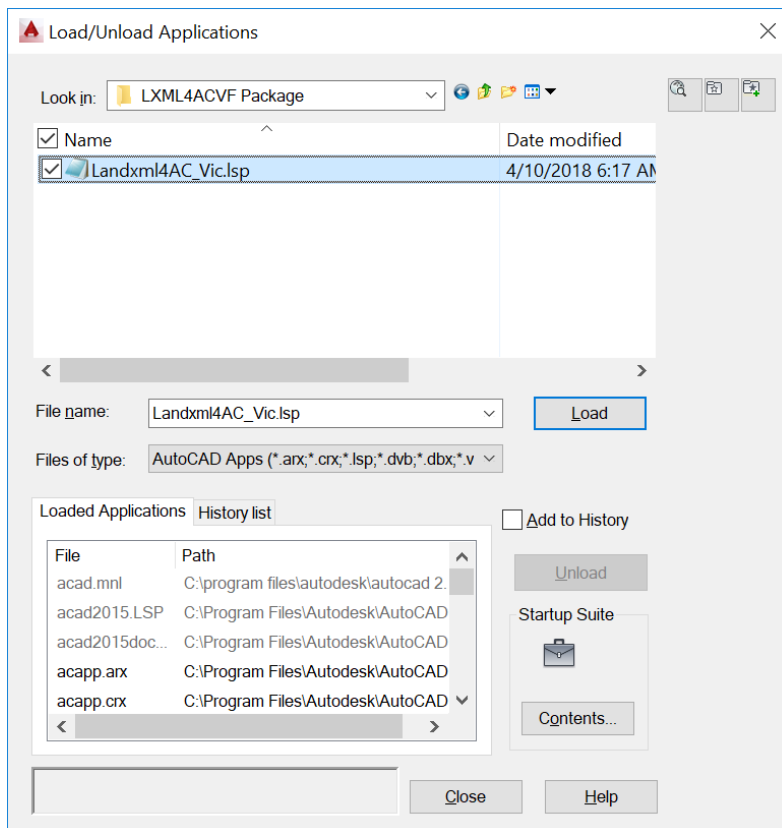 Load/Unload Applications
Look in: LXML4ACVF Package
Name Date modified
Landxml4AC_Vic.lsp 4/10/2018 6:17 AM
File name: Landxml4AC_Vic.lsp Load
Files of type: AutoCAD Apps (*.arx;*.crx;*.lsp;*.dvb;*.dbx;*.v
Loaded Applications History list
Add to History
File Path
acad.mnl C:\program files\autodesk\autocad 2.
Unload
acad2015.LSP C:\Program Files\Autodesk\AutoCAD
Startup Suite
acad2015doc... C:\Program Files\Autodesk\AutoCAD
acapp.arx C:\Program Files\Autodesk\AutoCAD
acapp.crx C:\Program Files\Autodesk\AutoCAD
Contents...
Close Help